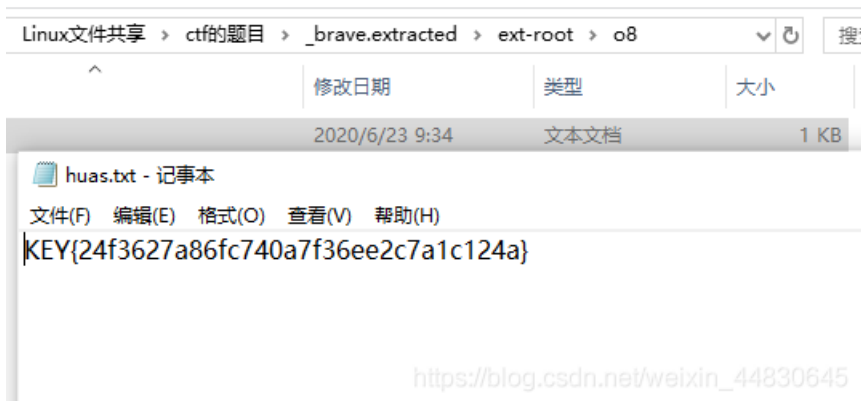 Linux文件共享 › ctf的题目 › _brave.extracted › ext-root › o8
修改日期 类型 大小
2020/6/23 9:34 文本文档 1 KB
huas.txt - 记事本
文件(F) 编辑(E) 格式(O) 查看(V) 帮助(H)
KEY{24f3627a86fc740a7f36ee2c7a1c124a}
https://blog.csdn.net/weixin_44830645